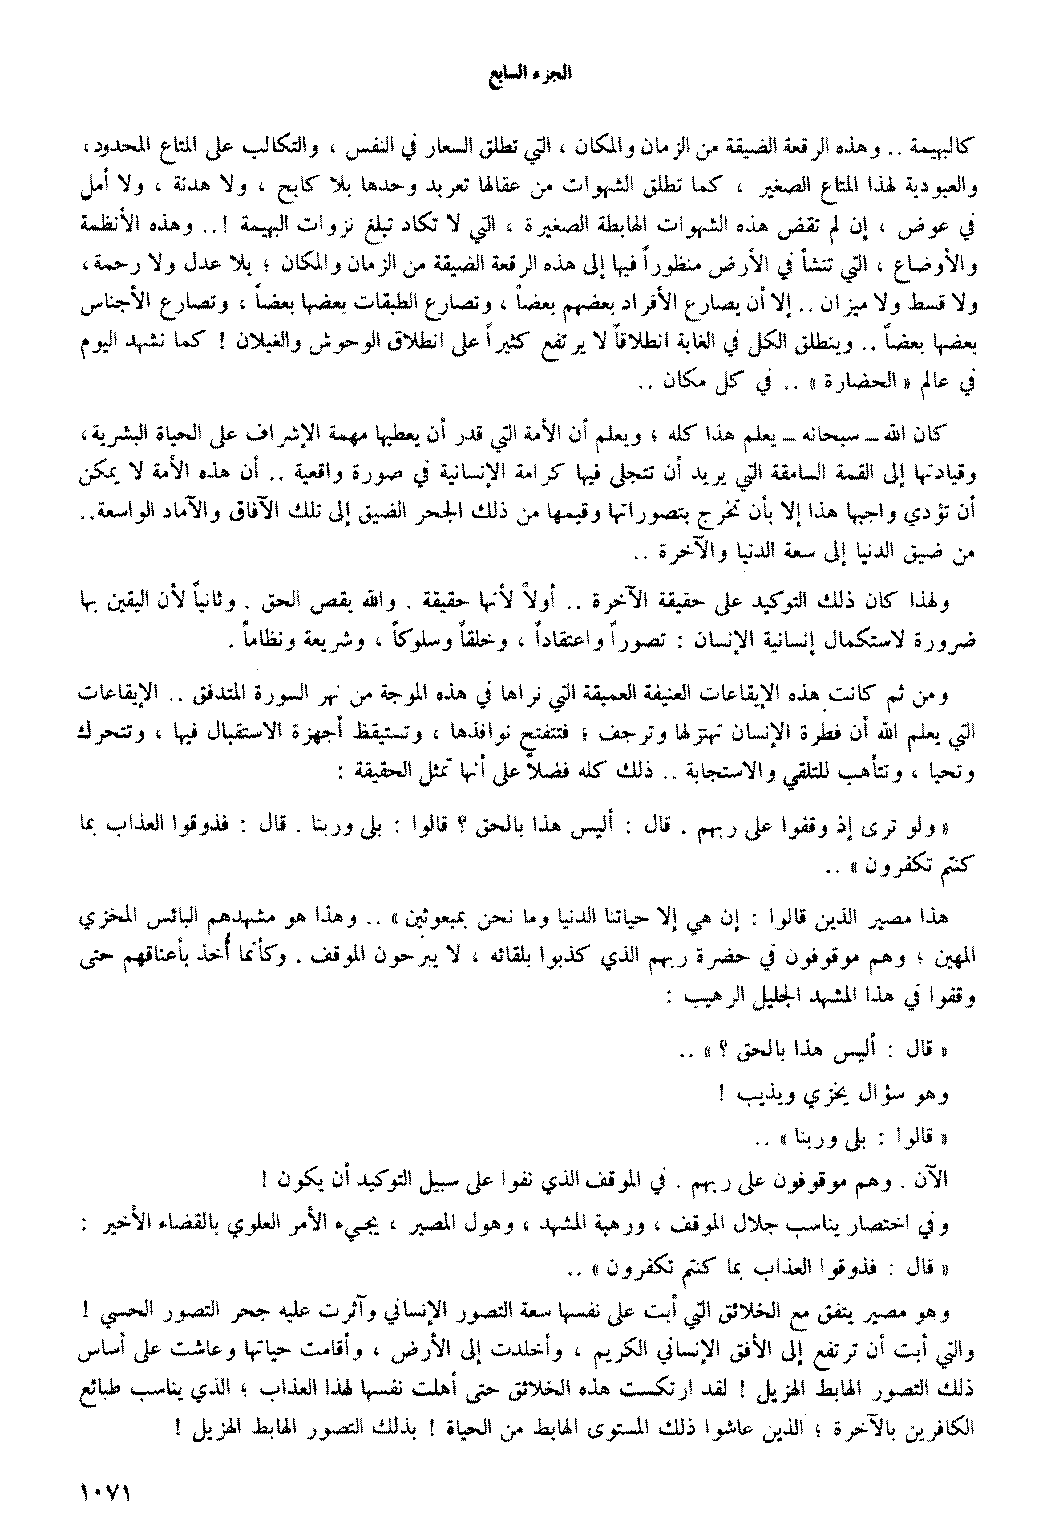 الجزء السابع
كالبهيمة .. وهذه الرقعة الضيقة من الزمان والمكان ، التي تطلق السعار في النفس ، والتكالب على المتاع المحدود،
والعبودية لهذا المتاع الصغير ، كما تطلق الشهوات من عقالها تعربد وحدها بلا كابح ، ولا هدنة ، ولا أمل
في عوض ، إن لم تقض هذه الشهوات الهابطة الصغيرة ، التي لا تكاد تبلغ نزوات البهيمة !.. وهذه الأنظمة
والأوضاع ، التي تنشأ في الأرض منظوراً فيها إلى هذه الرقعة الضيقة من الزمان والمكان ؛ بلا عدل ولا رحمة،
ولا قسط ولا ميزان .. إلا أن يصارع الأفراد بعضهم بعضاً ، وتصارع الطبقات بعضها بعضاً ، وتصارع الأجناس
بعضها بعضاً .. وينطلق الكل في الغابة انطلاقاً لا يرتفع كثيراً على انطلاق الوحوش والغيلان ! كما نشهد اليوم
في عالم « الحضارة » .. في كل مكان ..
كان الله ــ سبحانه ــ يعلم هذا كله ؛ ويعلم أن الأمة التي قدر أن يعطيها مهمة الإشراف على الحياة البشرية،
وقيادتها إلى القمة السامقة التي يريد أن تتجلى فيها كرامة الإنسانية في صورة واقعية .. أن هذه الأمة لا يمكن
أن تؤدي واجبها هذا إلا بأن تخرج بتصوراتها وقيمها من ذلك الجحر الضيق إلى تلك الآفاق والآماد الواسعة..
من ضيق الدنيا إلى سعة الدنيا والآخرة ..
ولهذا كان ذلك التوكيد على حقيقة الآخرة .. أولاً لأنها حقيقة . والله يقص الحق . وثانياً لأن اليقين بها
ضرورة لاستكمال إنسانية الإنسان : تصوراً واعتقاداً ، وخلقاً وسلوكاً ، وشريعة ونظاماً .
ومن ثم كانت هذه الإيقاعات العنيفة العميقة التي نراها في هذه الموجة من نهر السورة المتدفق .. الإيقاعات
التي يعلم الله أن فطرة الإنسان تهتز لها وترجف ؛ فتتفتح نوافذها ، وتستيقظ أجهزة الاستقبال فيها ، وتتحرك
وتحيا ، وتتأهب للتلقي والاستجابة .. ذلك كله فضلاً على أنها تمثل الحقيقة :
« ولو ترى إذ وقفوا على ربهم . قال : أليس هذا بالحق ؟ قالوا : بلى وربنا . قال : فذوقوا العذاب بما
كنتم تكفرون » ..
هذا مصير الذين قالوا : إن هي إلا حياتنا الدنيا وما نحن بمبعوثين» .. وهذا هو مشهدهم البائس المخزي
المهين ؛ وهم موقوفون في حضرة ربهم الذي كذبوا بلقائه ، لا يبرحون الموقف . وكأنما أُخذ بأعناقهم حتى
وقفوا في هذا المشهد الجليل الرهيب :
« قال : أليس هذا بالحق ؟ » ..
وهو سؤال يخزي ويذيب !
« قالوا : بلى وربنا » ..
الآن . وهم موقوفون على ربهم . في الموقف الذي نفوا على سبيل التوكيد أن يكون !
وفي اختصار يناسب جلال الموقف ، ورهبة المشهد ، وهول المصير ، يجيء الأمر العلوي بالقضاء الأخير :
« قال : فذوقوا العذاب بما كنتم تكفرون » ..
وهو مصير يتفق مع الخلائق التي أبت على نفسها سعة التصور الإنساني وآثرت عليه جحر التصور الحسي !
والتي أبت أن ترتفع إلى الأفق الإنساني الكريم ، وأخلدت إلى الأرض ، وأقامت حياتها وعاشت على أساس
ذلك التصور الهابط الهزيل ! لقد ارتكست هذه الخلائق حتى أهلت نفسها لهذا العذاب ؛ الذي يناسب طبائع
الكافرين بالآخرة ؛ الذين عاشوا ذلك المستوى الهابط من الحياة ! بذلك التصور الهابط الهزيل !
١٠٧١